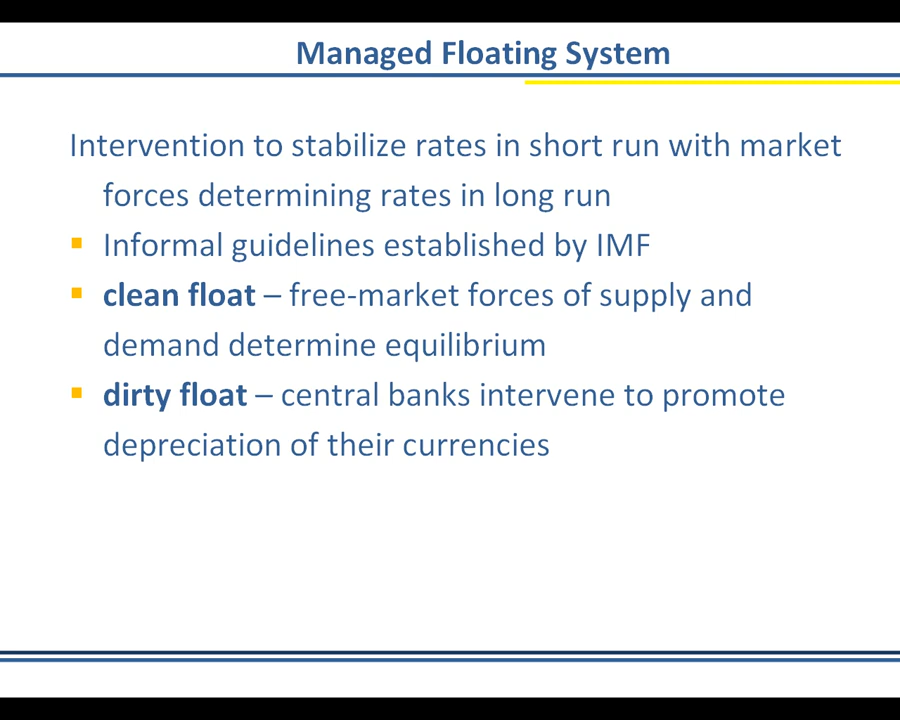 Managed Floating System
Intervention to stabilize rates in short run with market
forces determining rates in long run
▪ Informal guidelines established by IMF
▪ clean float – free-market forces of supply and
demand determine equilibrium
▪ dirty float – central banks intervene to promote
depreciation of their currencies